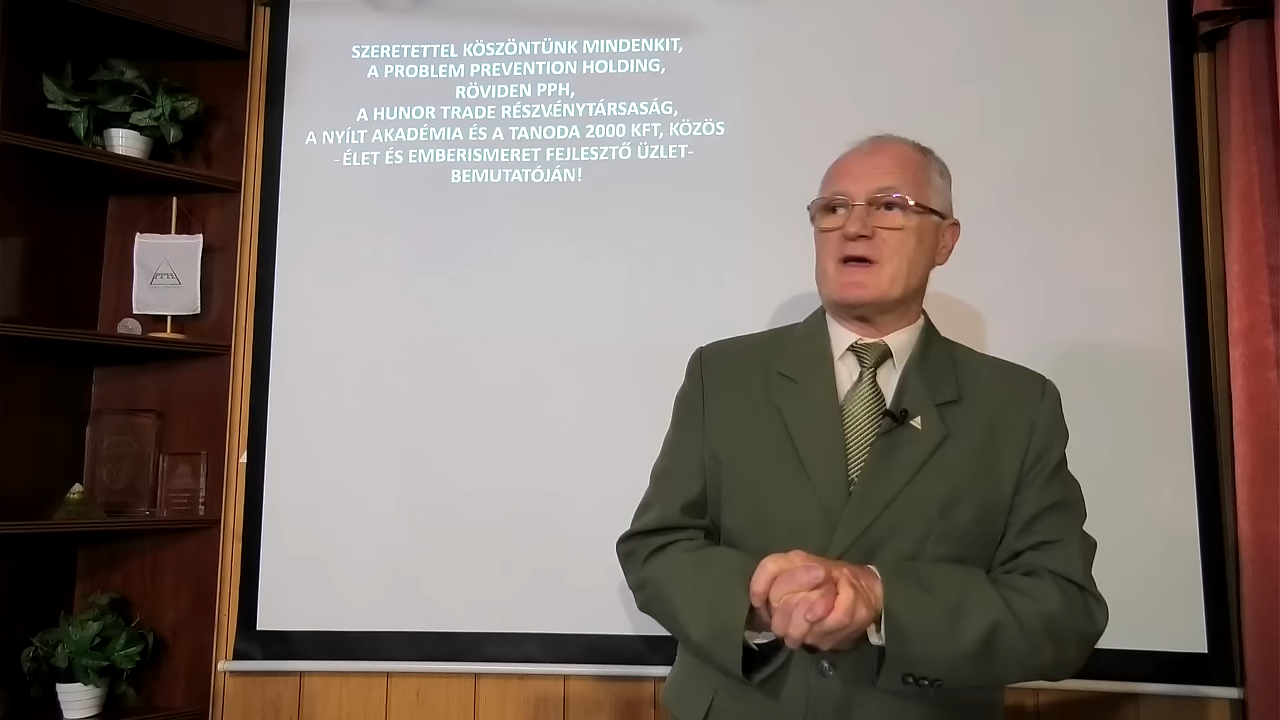 SZERETETTEL KÖSZÖNTÜNK MINDENKIT,
A PROBLEM PREVENTION HOLDING,
RÖVIDEN PPH,
A HUNOR TRADE RÉSZVÉNYTÁRSASÁG,
A NYÍLT AKADÉMIA ÉS A TANODA 2000 KFT, KÖZÖS
- ÉLET ÉS EMBERISMERET FEJLESZTŐ ÜZLET-
BEMUTATÓJÁN!
PPH